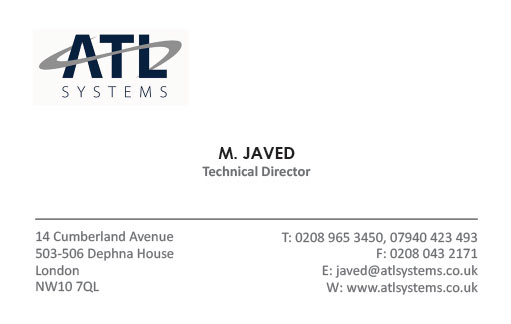 ATL
SYSTEMS
M. JAVED
Technical Director
14 Cumberland Avenue
503-506 Dephna House
London
NW10 7QL
T: 0208 965 3450, 07940 423 493
F: 0208 043 2171
E: javed@atlsystems.co.uk
W: www.atlsystems.co.uk